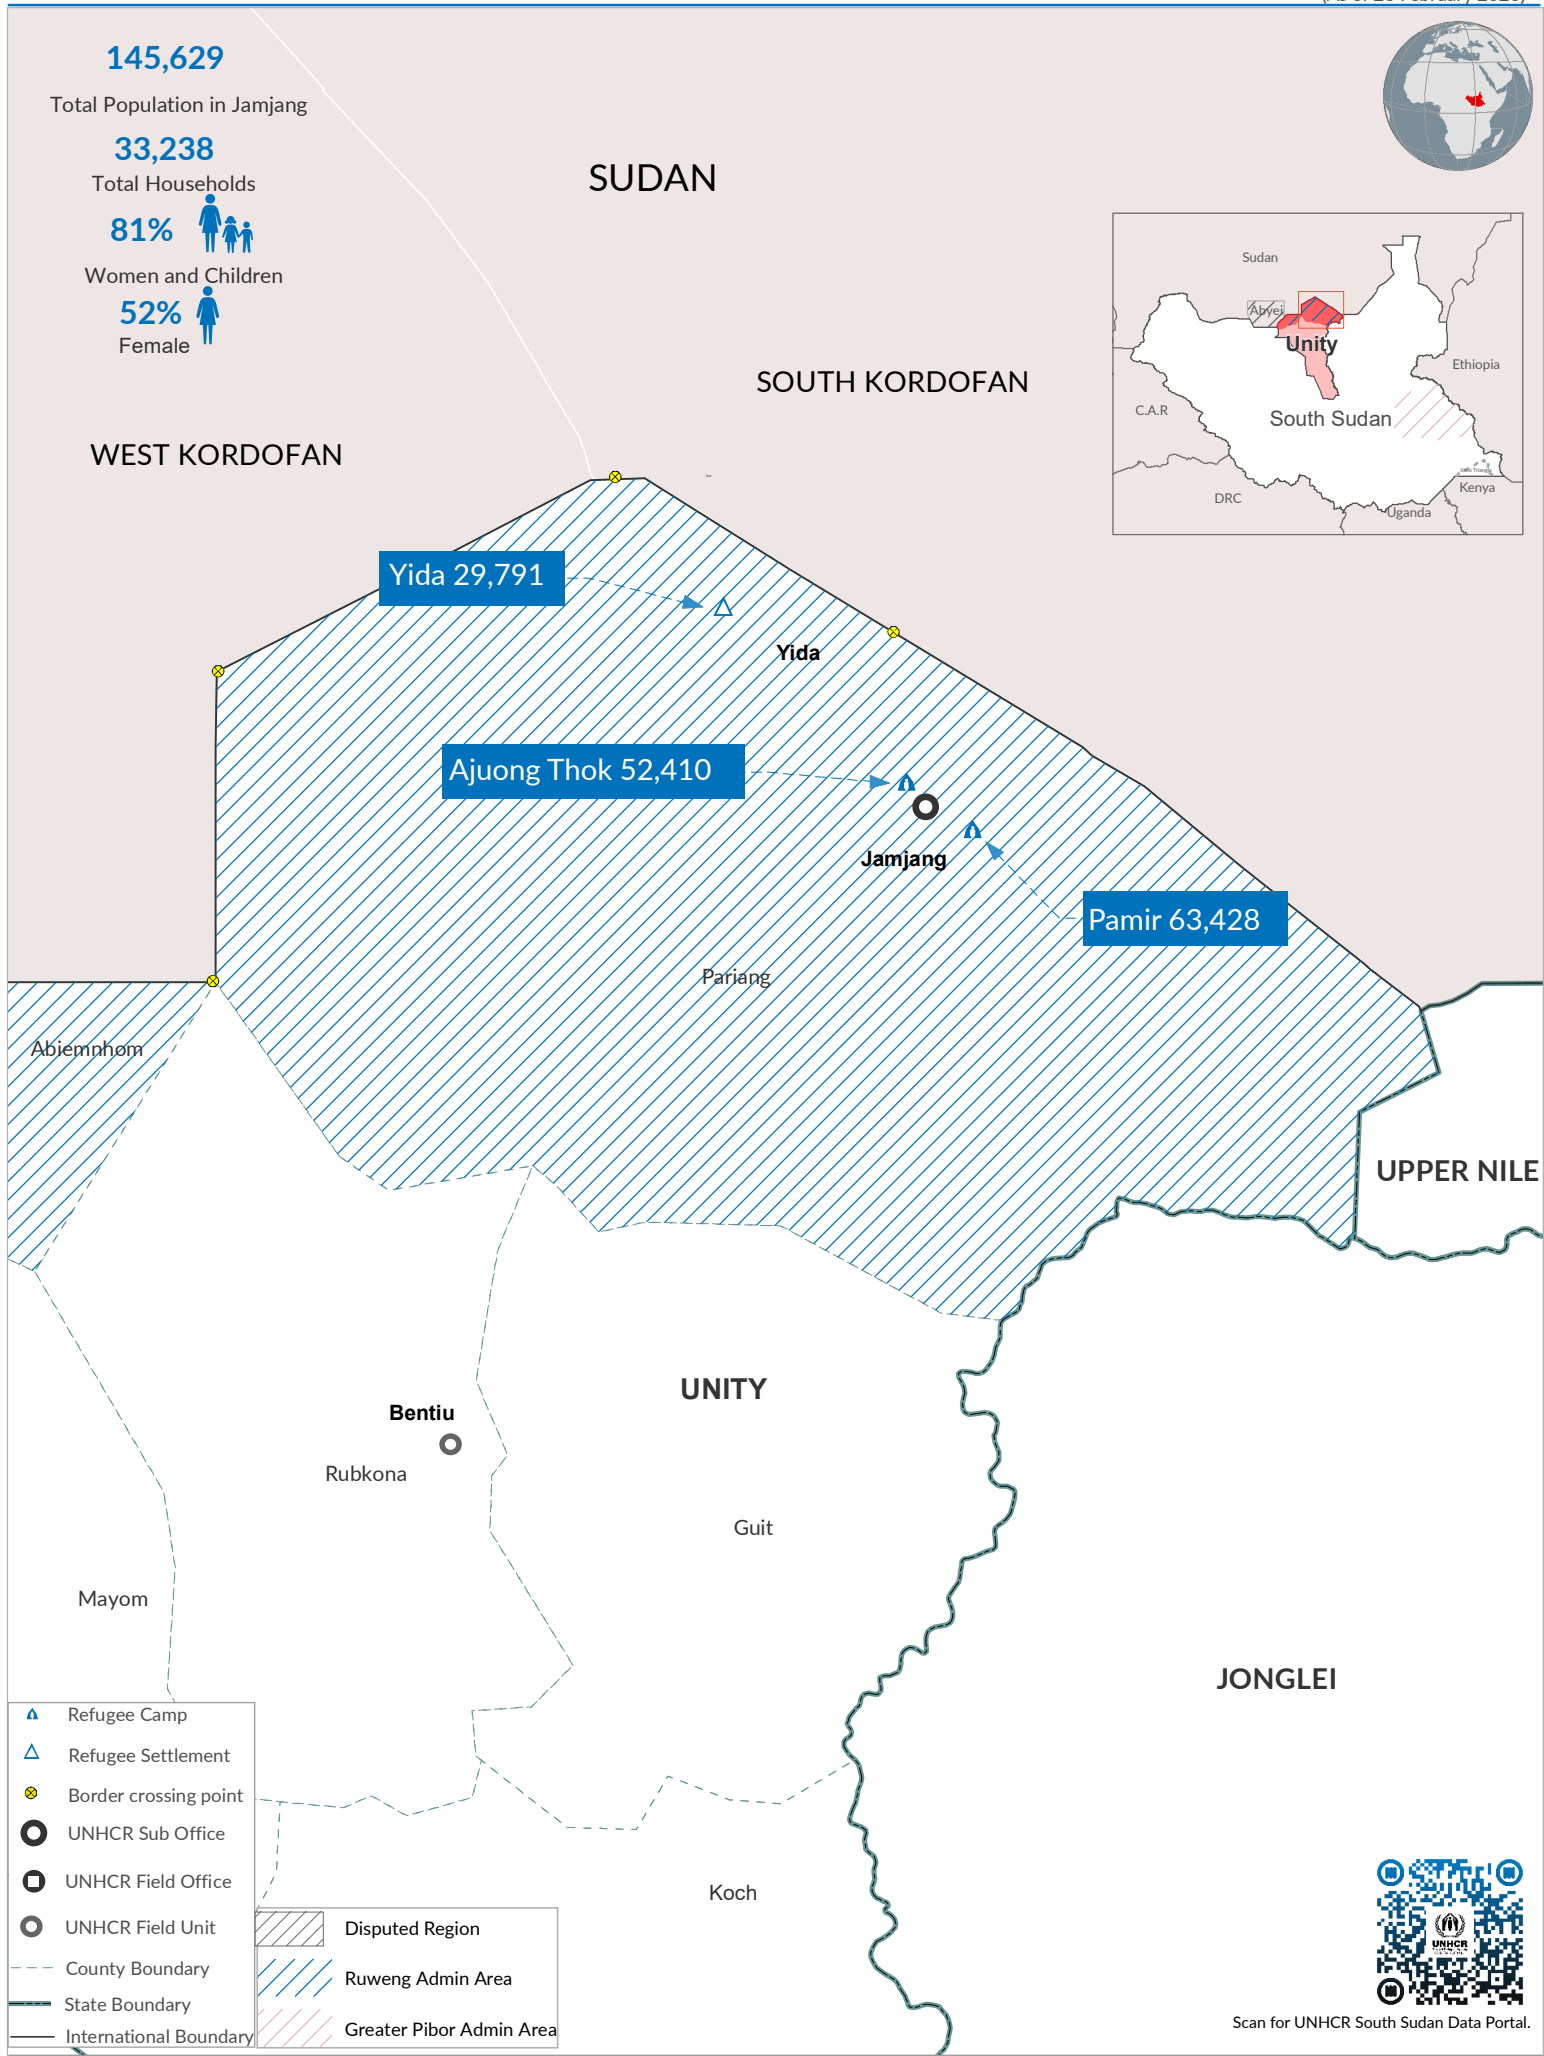 145,629
Total Population in Jamjang
33,238
Total Households
81%
Women and Children
52%
Female
SUDAN
SOUTH KORDOFAN
WEST KORDOFAN
Sudan
Abyei
Unity
Ethiopia
C.A.R
South Sudan
DRC
Kenya
Uganda
Yida 29,791
Yida
Ajuong Thok 52,410
Jamjang
Pamir 63,428
Pariang
Abiemnhom
UPPER NILE
UNITY
Bentiu
Rubkona
Guit
Mayom
JONGLEI
Koch
Refugee Camp
Refugee Settlement
Border crossing point
UNHCR Sub Office
UNHCR Field Office
UNHCR Field Unit
County Boundary
State Boundary
International Boundary
Disputed Region
Ruweng Admin Area
Greater Pibor Admin Area
UNHCR
Scan for UNHCR South Sudan Data Portal.